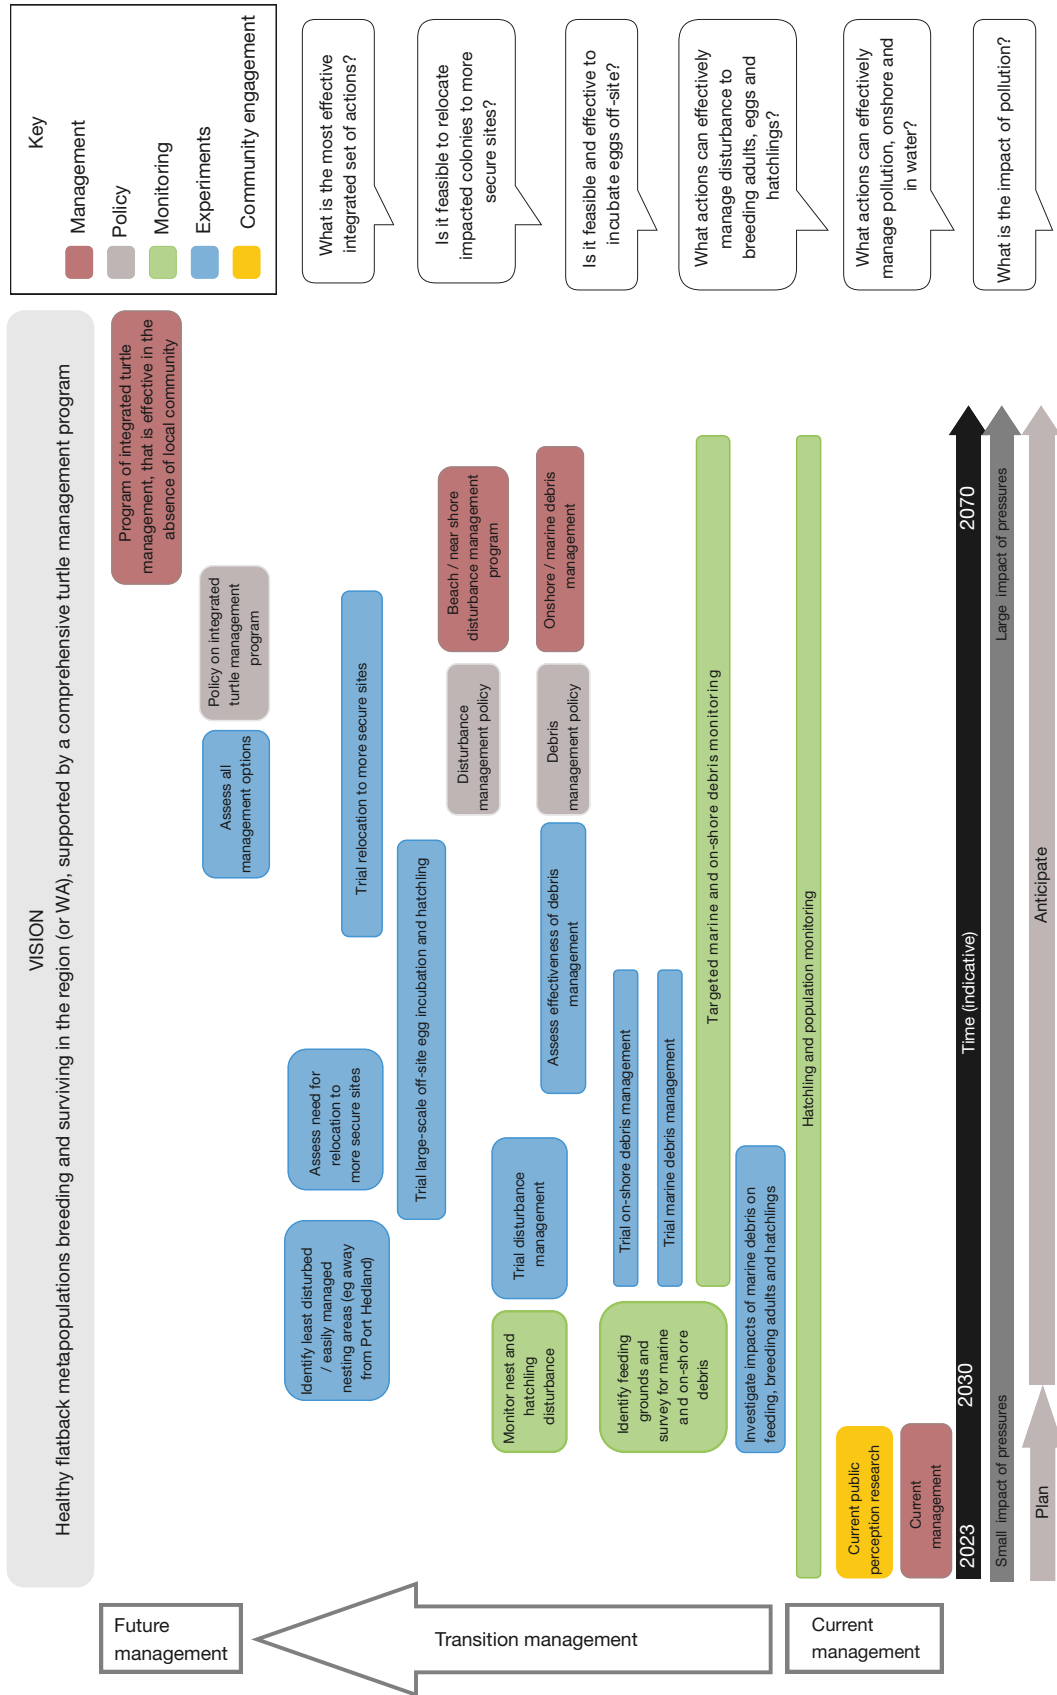 VISION
Healthy flatback metapopulations breeding and surviving in the region (or WA), supported by a comprehensive turtle management program
Key
Management
Policy
Monitoring
Experiments
Community engagement
Future
management
Transition management
Current
management
Program of integrated turtle
management, that is effective in the
absence of local community
Policy on integrated
turtle management
program
Assess all
management options
What is the most effective
integrated set of actions?
Identify least disturbed
/ easily managed
nesting areas (eg away
from Port Hedland)
Assess need for
relocation to
more secure sites
Trial relocation to more secure sites
Is it feasible to relocate
impacted colonies to more
secure sites?
Trial large-scale off-site egg incubation and hatchling
Is it feasible and effective to
incubate eggs off-site?
Monitor nest and
hatchling
disturbance
Trial disturbance
management
Disturbance
management policy
Beach / near shore
disturbance management
program
What actions can effectively
manage disturbance to
breeding adults, eggs and
hatchlings?
Assess effectiveness of debris
management
Debris
management policy
Onshore / marine debris
management
Identify feeding
grounds and
survey for marine
and on-shore
debris
Trial on-shore debris management
Trial marine debris management
Targeted marine and on-shore debris monitoring
What actions can effectively
manage pollution, onshore and
in water?
Investigate impacts of marine debris on
feeding, breeding adults and hatchlings
Hatchling and population monitoring
What is the impact of pollution?
Current public
perception research
Current
management
2023
2030
Time (indicative)
2070
Small impact of pressures
Large impact of pressures
Plan
Anticipate